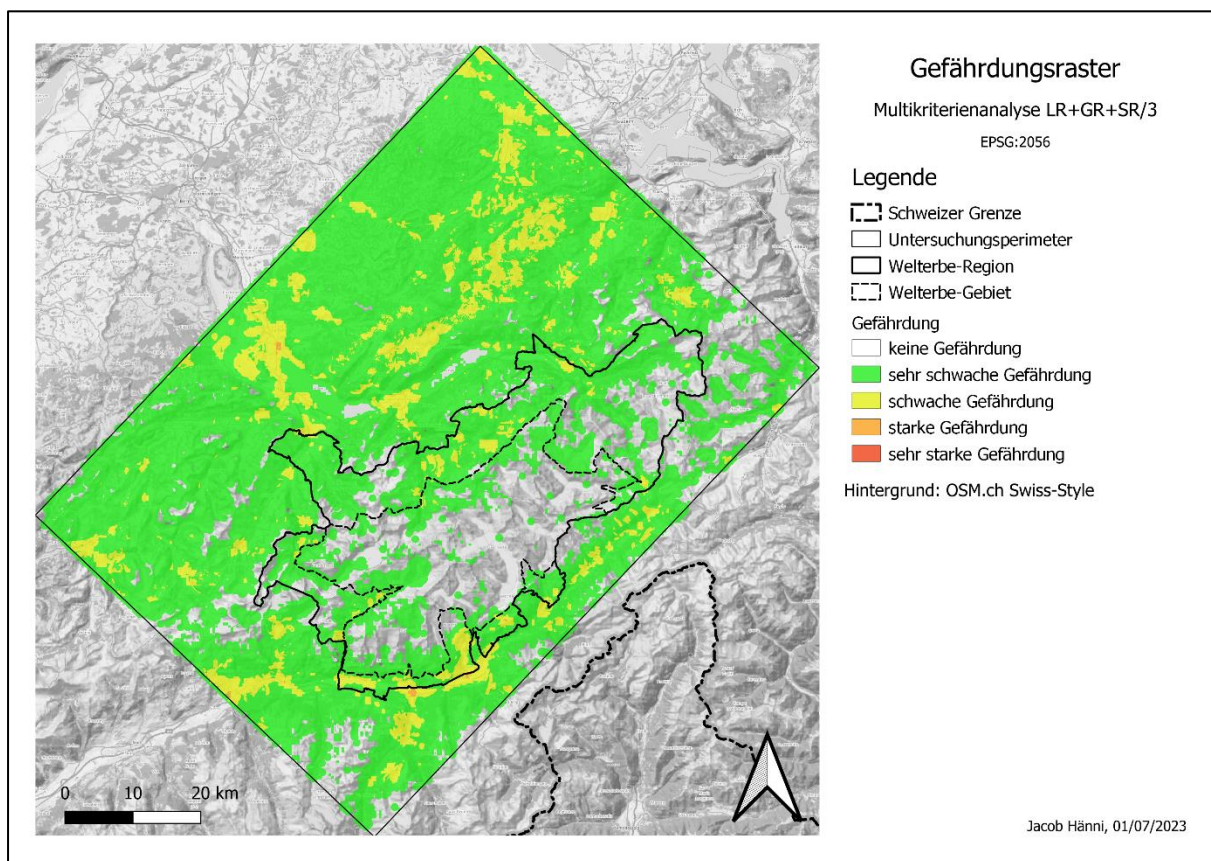 Gefährdungsraster
Multikriterienanalyse LR+GR+SR/3
EPSG:2056
Legende
Schweizer Grenze
Untersuchungsperimeter
Welterbe-Region
Welterbe-Gebiet
Gefährdung
keine Gefährdung
sehr schwache Gefährdung
schwache Gefährdung
starke Gefährdung
sehr starke Gefährdung
Hintergrund: OSM.ch Swiss-Style
0 10 20 km
Jacob Hänni, 01/07/2023